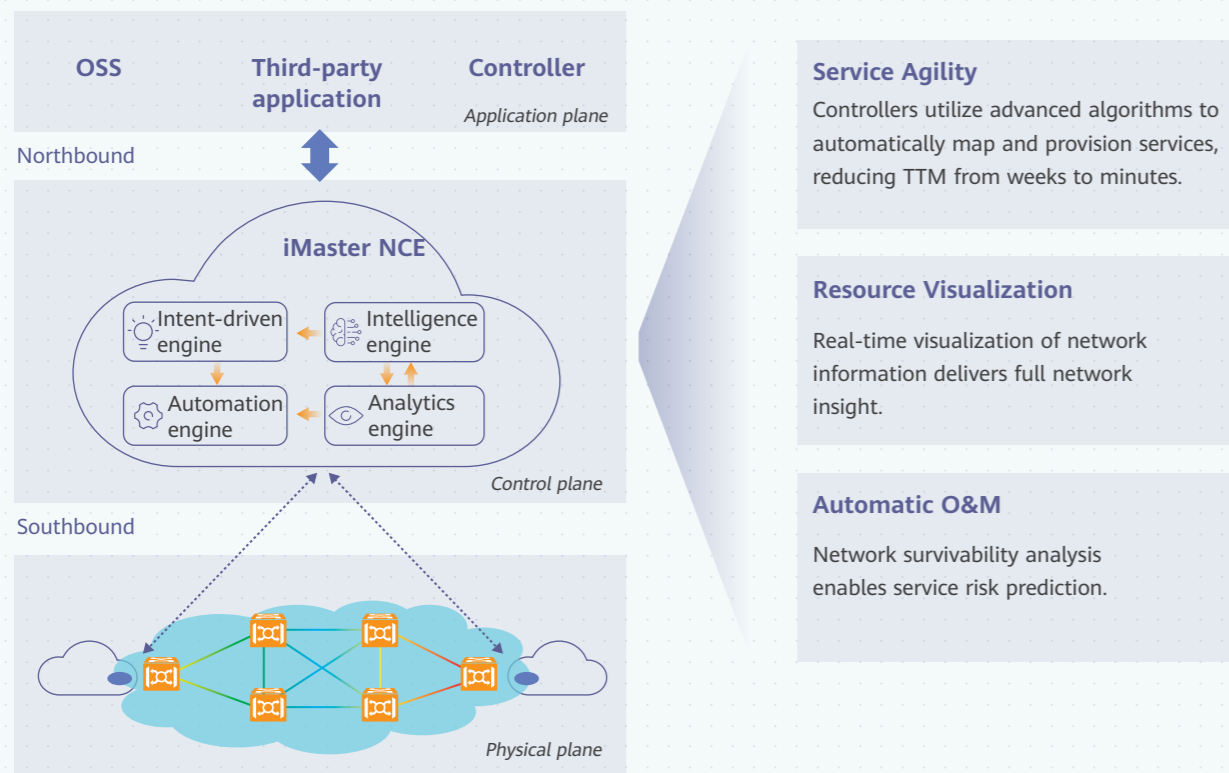 OSS
Third-party
application
Controller
Application plane
Northbound
iMaster NCE
Intent-driven
engine
Intelligence
engine
Automation
engine
Analytics
engine
Control plane
Southbound
Physical plane
Service Agility
Controllers utilize advanced algorithms to
automatically map and provision services,
reducing TTM from weeks to minutes.
Resource Visualization
Real-time visualization of network
information delivers full network
insight.
Automatic O&M
Network survivability analysis
enables service risk prediction.